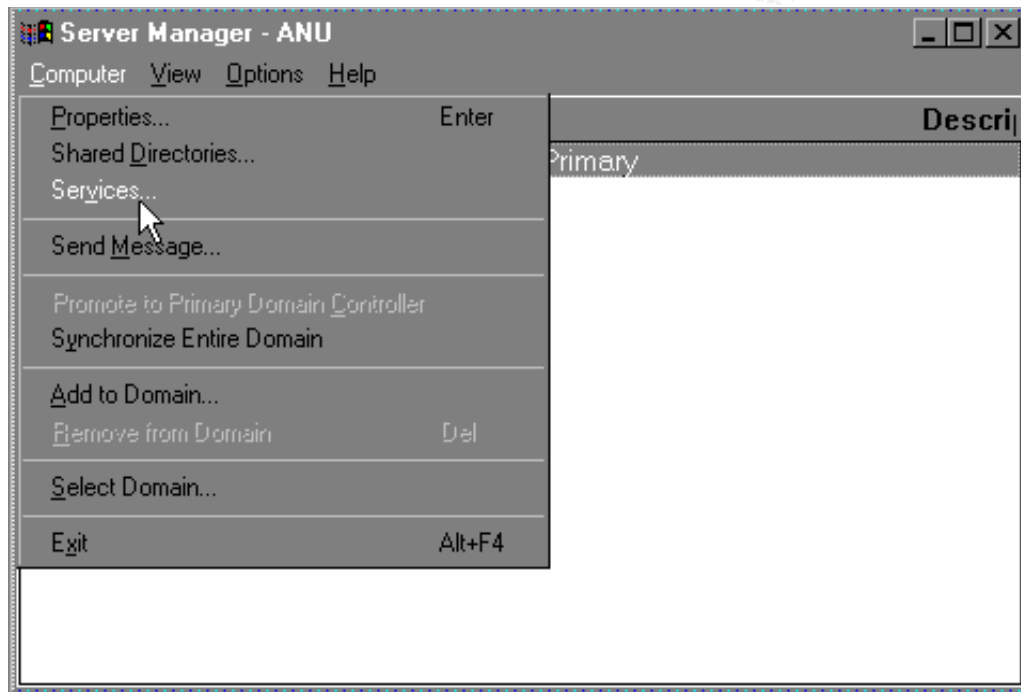 Server Manager - ANU
Computer View Options Help
Properties... Enter
Descri
Shared Directories...
Primary
Services...
Send Message...
Promote to Primary Domain Controller
Synchronize Entire Domain
Add to Domain...
Remove from Domain Del
Select Domain...
Exit Alt+F4